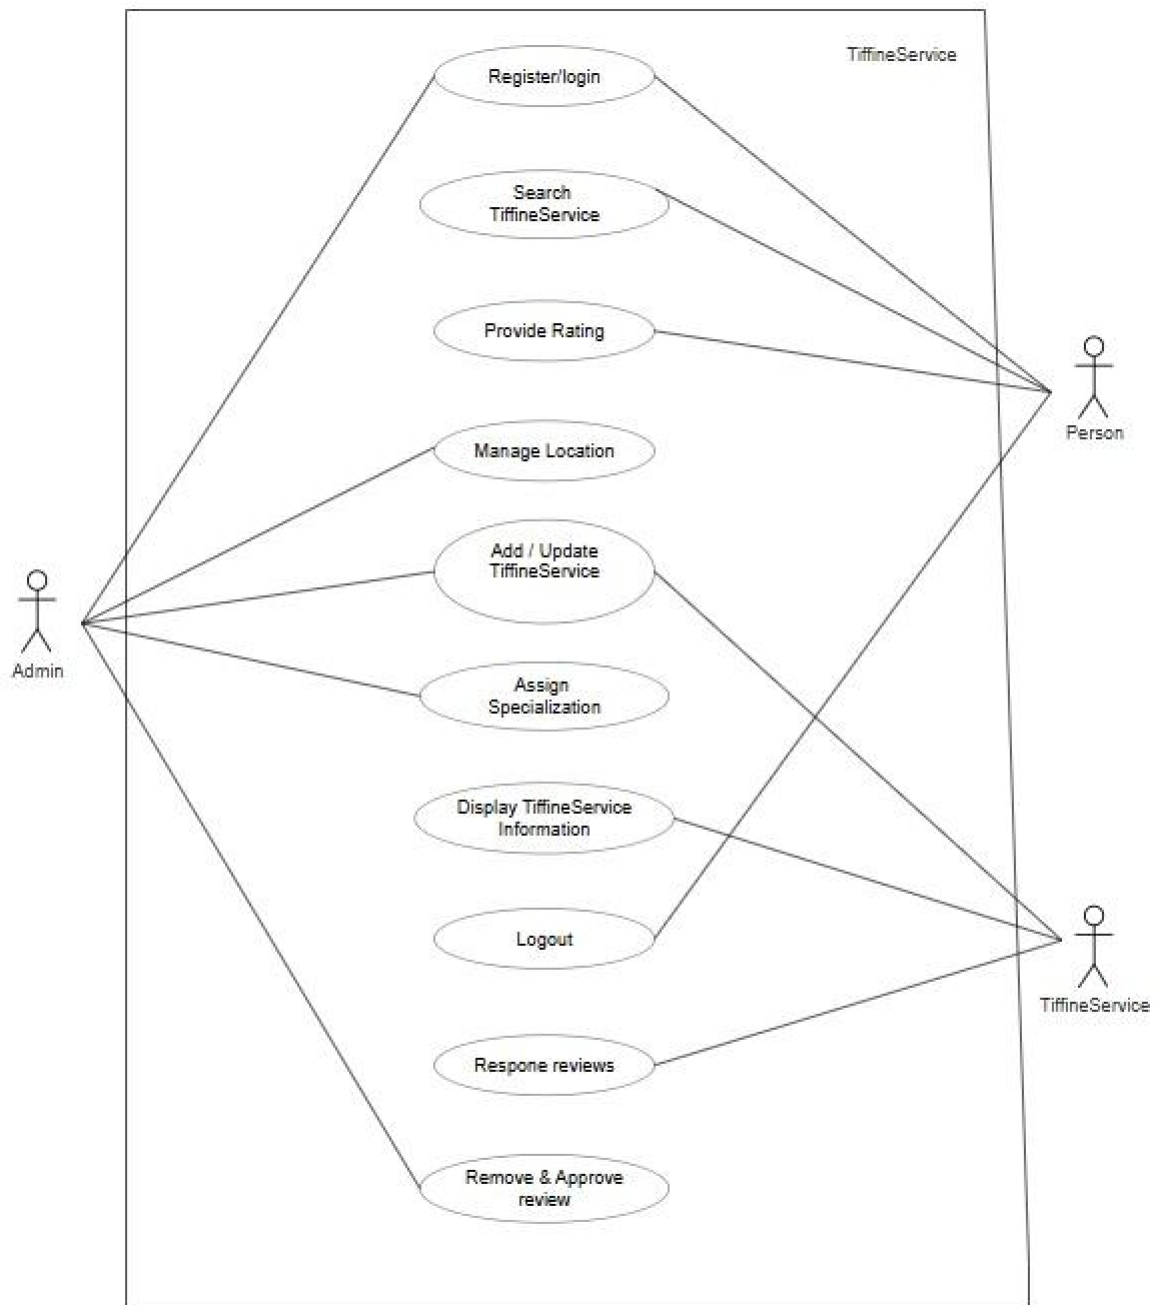 TiffineService
Register/login
Search
TiffineService
Provide Rating
Person
Manage Location
Add / Update
TiffineService
Admin
Assign
Specialization
Display TiffineService
Information
Logout
TiffineService
Respone reviews
Remove & Approve
review